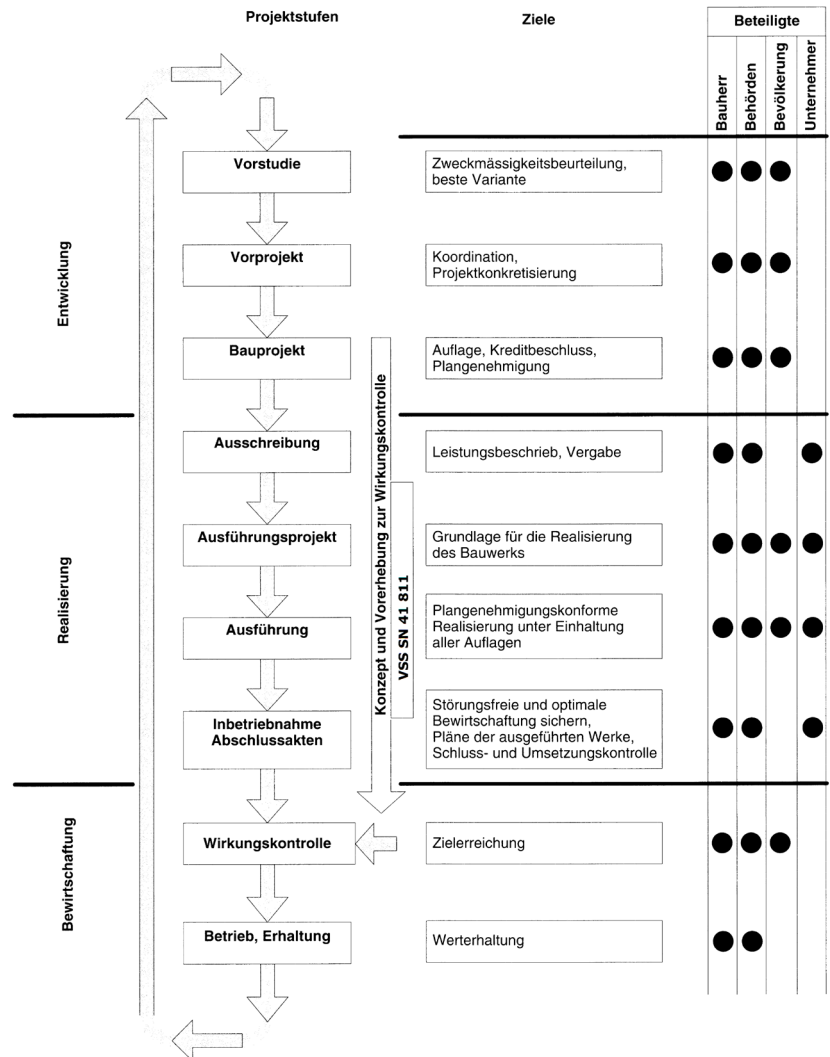 Projektstufen
Ziele
Beteiligte
Bauherr
Behörden
Bevölkerung
Unternehmer
Entwicklung
Vorstudie
Zweckmässigkeitsbeurteilung,
beste Variante
Vorprojekt
Koordination,
Projektkonkretisierung
Bauprojekt
Auflage, Kreditbeschluss,
Plangenehmigung
Konzept und Vorerhebung zur Wirkungskontrolle
VSS SN 41 811
Realisierung
Ausschreibung
Leistungsbeschrieb, Vergabe
Ausführungsprojekt
Grundlage für die Realisierung
des Bauwerks
Ausführung
Plangenehmigungskonforme
Realisierung unter Einhaltung
aller Auflagen
Inbetriebnahme
Abschlussakten
Störungsfreie und optimale
Bewirtschaftung sichern,
Pläne der ausgeführten Werke,
Schluss- und Umsetzungskontrolle
Bewirtschaftung
Wirkungskontrolle
Zielerreichung
Betrieb, Erhaltung
Werterhaltung